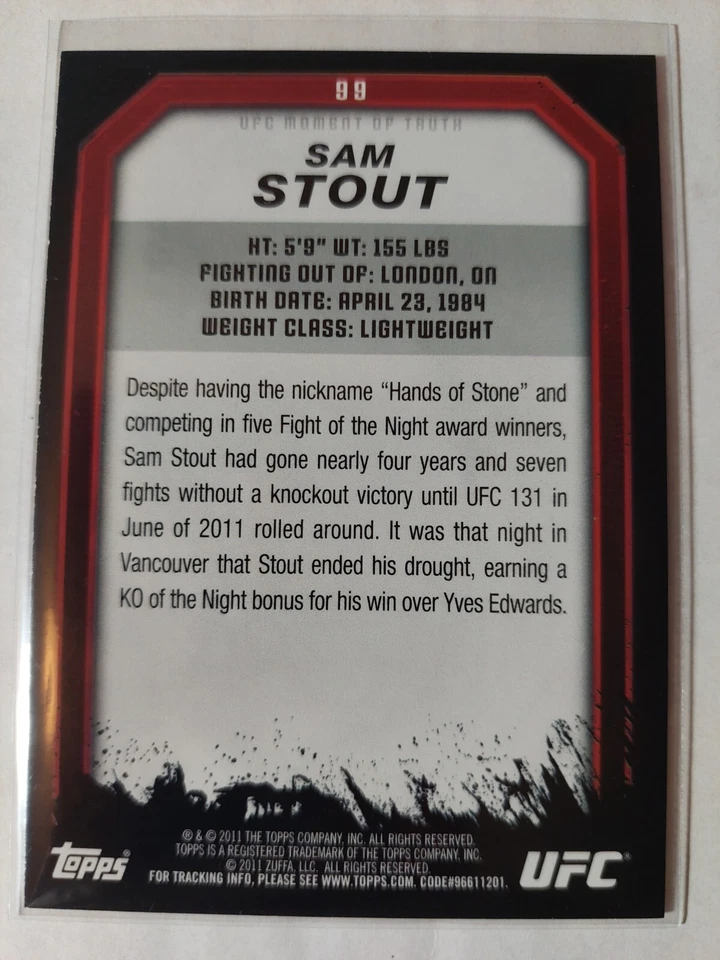 99
UFC MOMENT OF TRUTH
SAM
STOUT
HT: 5'9" WT: 155 LBS
FIGHTING OUT OF: LONDON, ON
BIRTH DATE: APRIL 23, 1984
WEIGHT CLASS: LIGHTWEIGHT
Despite having the nickname “Hands of Stone” and
competing in five Fight of the Night award winners,
Sam Stout had gone nearly four years and seven
fights without a knockout victory until UFC 131 in
June of 2011 rolled around. It was that night in
Vancouver that Stout ended his drought, earning a
KO of the Night bonus for his win over Yves Edwards.
® & © 2011 THE TOPPS COMPANY, INC. ALL RIGHTS RESERVED.
TOPPS IS A REGISTERED TRADEMARK OF THE TOPPS COMPANY, INC.
© 2011 ZUFFA, LLC. ALL RIGHTS RESERVED.
FOR TRACKING INFO, PLEASE SEE WWW.TOPPS.COM. CODE#96611201.
Topps®
UFC®